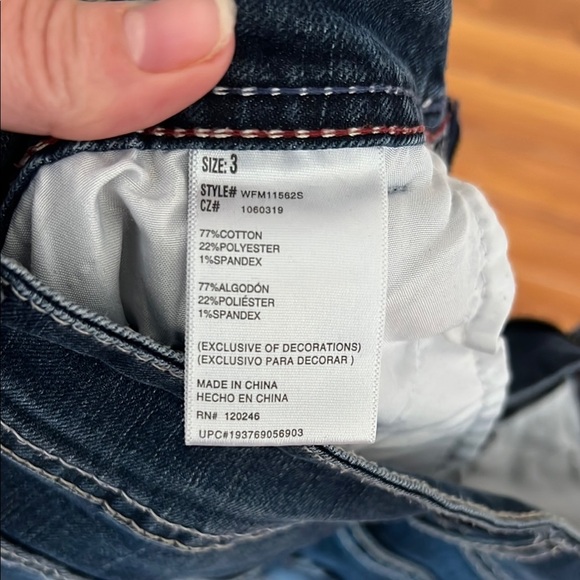 SIZE: 3
STYLE# WFM11562S
CZ# 1060319
77%COTTON
22%POLYESTER
1%SPANDEX
77%ALGODÓN
22%POLIÉSTER
1%SPANDEX
(EXCLUSIVE OF DECORATIONS)
(EXCLUSIVO PARA DECORAR )
MADE IN CHINA
HECHO EN CHINA
RN# 120246
UPC#193769056903